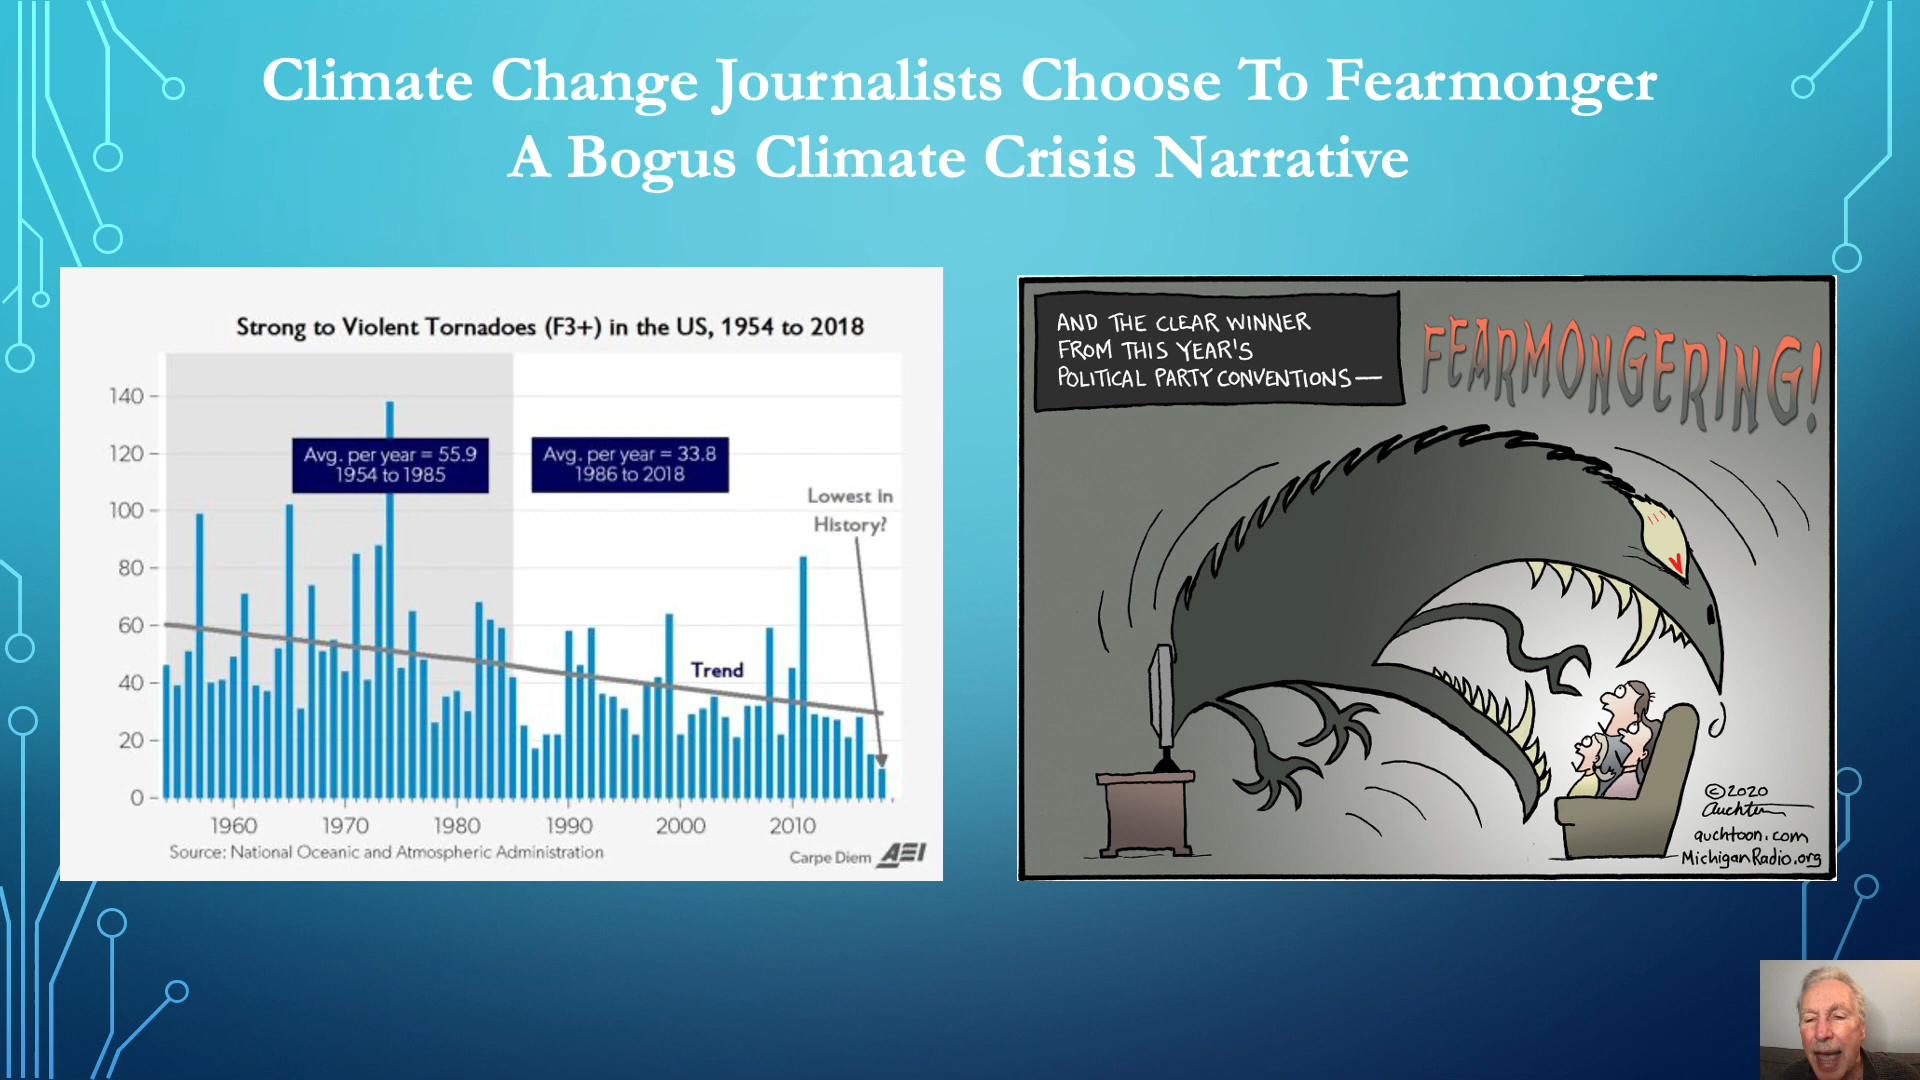 Climate Change Journalists Choose To Fearmonger
A Bogus Climate Crisis Narrative
Strong to Violent Tornadoes (F3+) in the US, 1954 to 2018
140
120
100
80
60
40
20
0
Avg. per year = 55.9
1954 to 1985
Avg. per year = 33.8
1986 to 2018
Lowest in
History?
Trend
1960 1970 1980 1990 2000 2010
Source: National Oceanic and Atmospheric Administration
Carpe Diem AEI
AND THE CLEAR WINNER
FROM THIS YEAR'S
POLITICAL PARTY CONVENTIONS—
FEARMONGERING!
©2020
Auchter
auchtoon.com
MichiganRadio.org